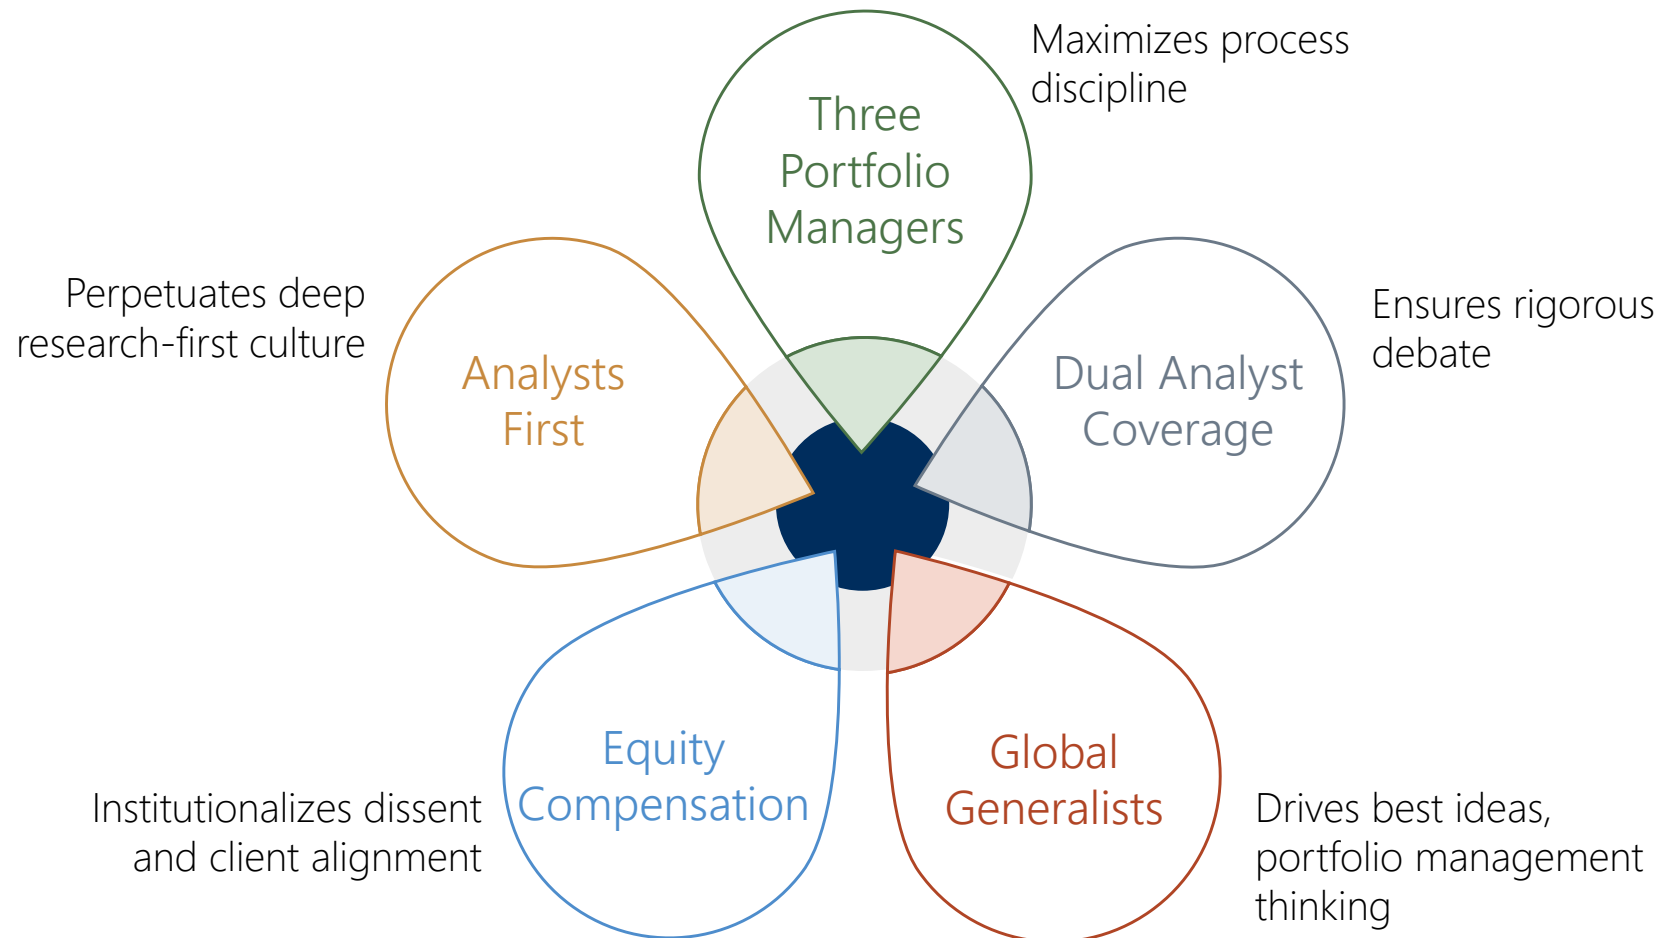 Three
Portfolio
Managers
Maximizes process
discipline
Dual Analyst
Coverage
Ensures rigorous
debate
Global
Generalists
Drives best ideas,
portfolio management
thinking
Equity
Compensation
Institutionalizes dissent
and client alignment
Analysts
First
Perpetuates deep
research-first culture